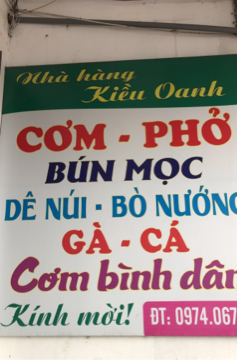 Nhà hàng
Kiều Oanh
CƠM - PHỞ
BÚN MỌC
DÊ NÚI - BÒ NƯỚNG
GÀ - CÁ
Cơm bình dân
Kính mời! ĐT: 0974.067